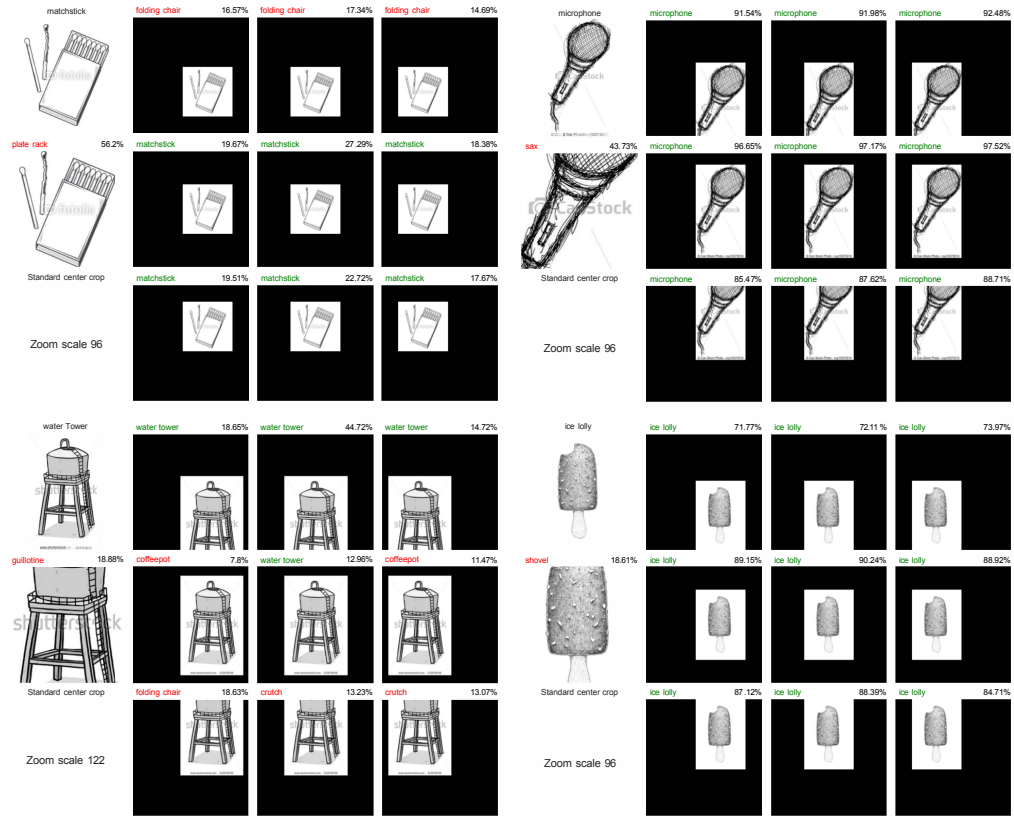 matchstick
folding chair 16.57%
folding chair 17.34%
folding chair 14.69%
fotolia
plate rack 56.2%
matchstick 19.67%
matchstick 27.29%
matchstick 18.38%
fotolia
Standard center crop
matchstick 19.51%
matchstick 22.72%
matchstick 17.67%
Zoom scale 96
microphone
microphone 91.54%
microphone 91.98%
microphone 92.48%
sax 43.73%
microphone 96.65%
microphone 97.17%
microphone 97.52%
CanStock
Standard center crop
microphone 85.47%
microphone 87.62%
microphone 88.71%
Zoom scale 96
water Tower
water tower 18.65%
water tower 44.72%
water tower 14.72%
shutterstock
guillotine 18.88%
coffeepot 7.8%
water tower 12.96%
coffeepot 11.47%
shutterstock
Standard center crop
folding chair 18.63%
crutch 13.23%
crutch 13.07%
Zoom scale 122
ice lolly
ice lolly 71.77%
ice lolly 72.11 %
ice lolly 73.97%
shovel 18.61%
ice lolly 89.15%
ice lolly 90.24%
ice lolly 88.92%
Standard center crop
ice lolly 87.12%
ice lolly 88.39%
ice lolly 84.71%
Zoom scale 96